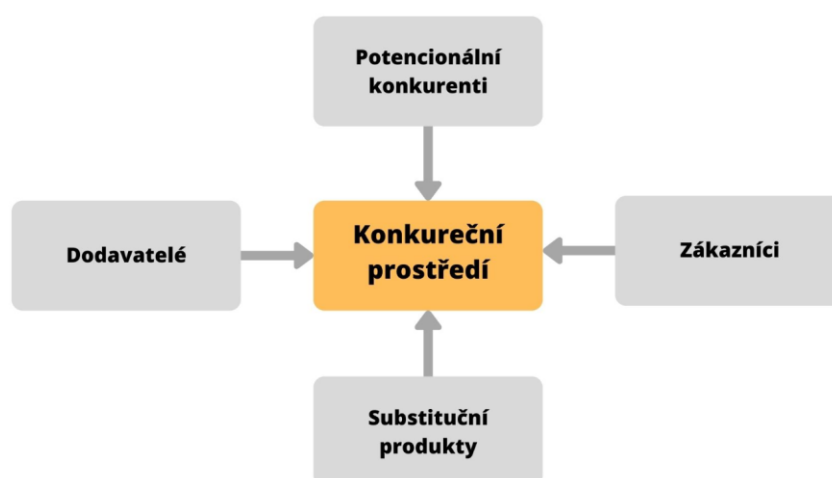 Potencionální
konkurenti
Dodavatelé
Konkureční
prostředí
Zákazníci
Substituční
produkty